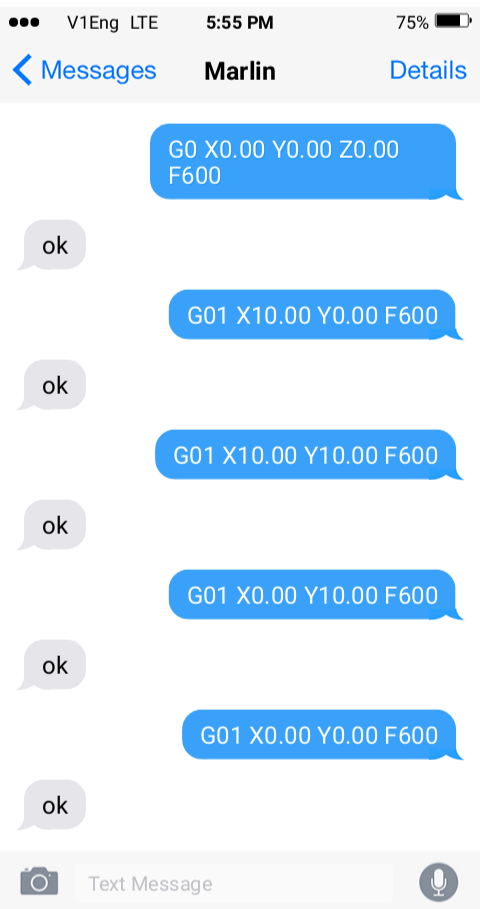 V1Eng LTE 5:55 PM 75%
Messages Marlin Details
G0 X0.00 Y0.00 Z0.00
F600
ok
G01 X10.00 Y0.00 F600
ok
G01 X10.00 Y10.00 F600
ok
G01 X0.00 Y10.00 F600
ok
G01 X0.00 Y0.00 F600
ok
Text Message